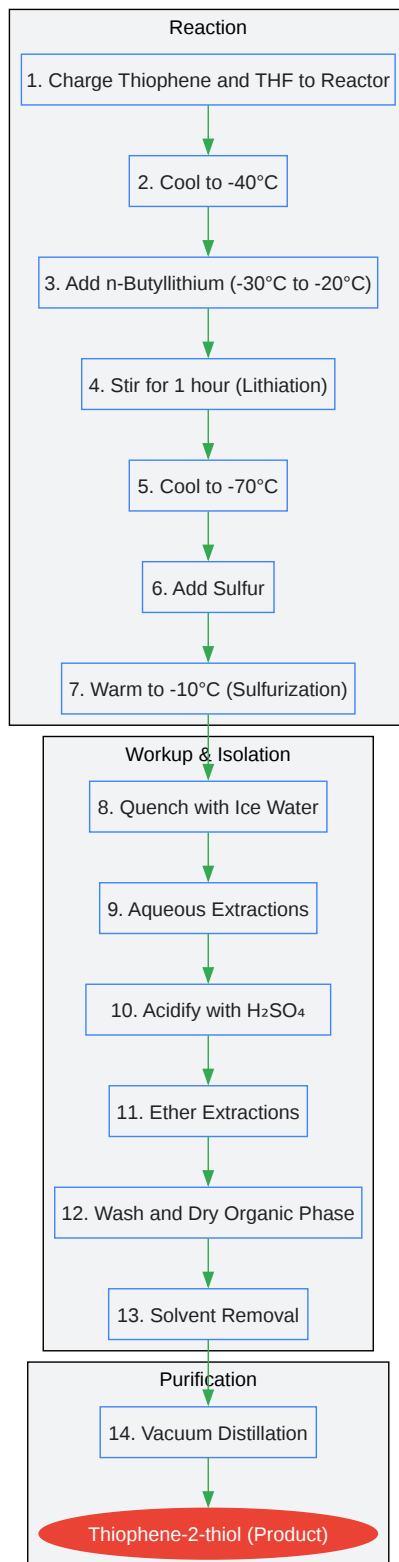 Reaction
1. Charge Thiophene and THF to Reactor
2. Cool to -40°C
3. Add n-Butyllithium (-30°C to -20°C)
4. Stir for 1 hour (Lithiation)
5. Cool to -70°C
6. Add Sulfur
7. Warm to -10°C (Sulfurization)
Workup & Isolation
8. Quench with Ice Water
9. Aqueous Extractions
10. Acidify with H₂SO₄
11. Ether Extractions
12. Wash and Dry Organic Phase
13. Solvent Removal
Purification
14. Vacuum Distillation
Thiophene-2-thiol (Product)